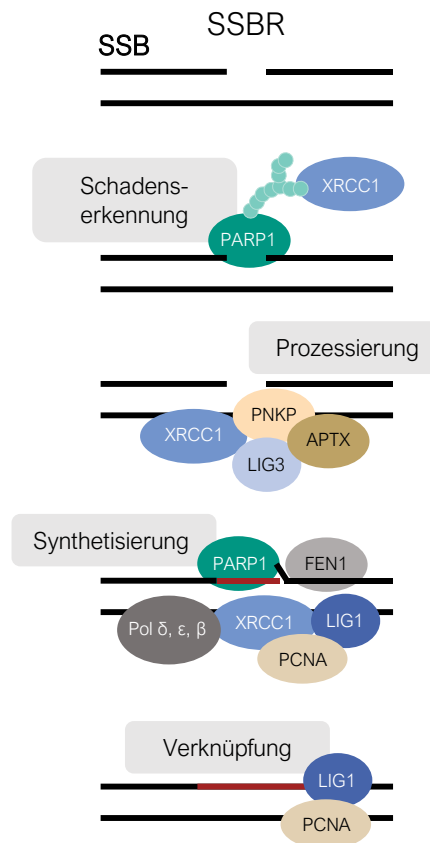 SSBR
SSB
Schadens-
erkennung
XRCC1
PARP1
Prozessierung
PNKP
XRCC1
APTX
LIG3
Synthetisierung
PARP1
FEN1
Pol δ, ε, β
XRCC1
LIG1
PCNA
Verknüpfung
LIG1
PCNA